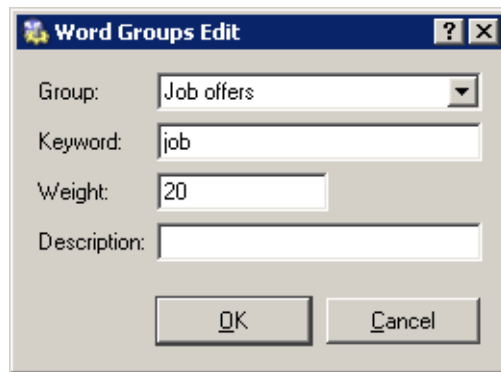 Word Groups Edit ?
Group: Job offers
Keyword: job
Weight: 20
Description:
OK Cancel